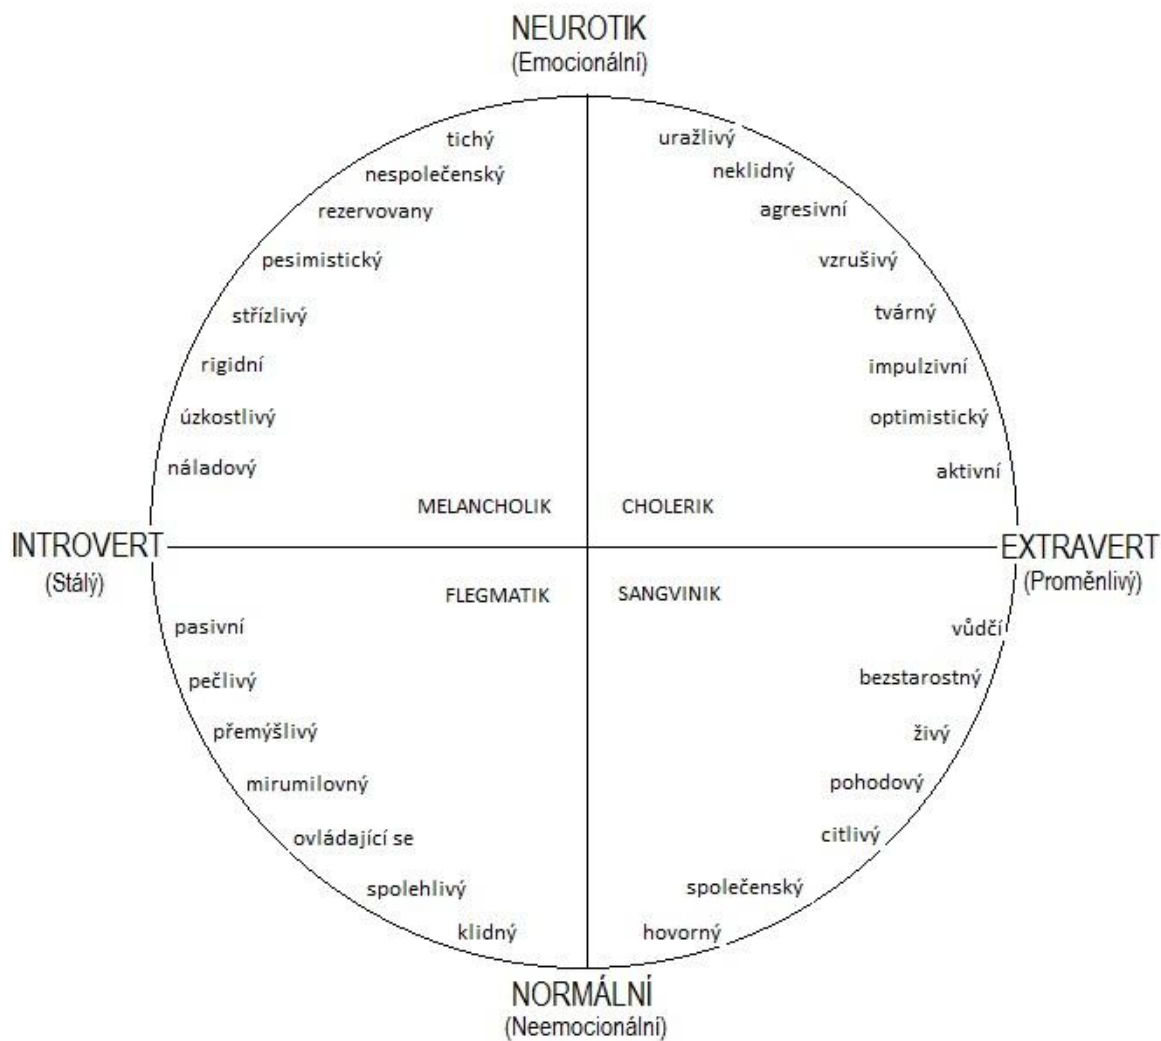 NEUROTIK
(Emocionální)
tichý
uražlivý
nespolečenský
neklidný
rezervovany
agresivní
pesimistický
vzrušivý
střízlivý
tvárný
rigidní
impulzivní
úzkostlivý
optimistický
náladový
aktivní
MELANCHOLIK
CHOLERIK
INTROVERT
(Stálý)
EXTRAVERT
(Proměnlivý)
FLEGMATIK
SANGVINIK
pasivní
vůdčí
pečlivý
bezstarostný
přemýšlivý
živý
mirumilovný
pohodový
ovládající se
citlivý
spolehlivý
společenský
klidný
hovorný
NORMÁLNÍ
(Neemocionální)